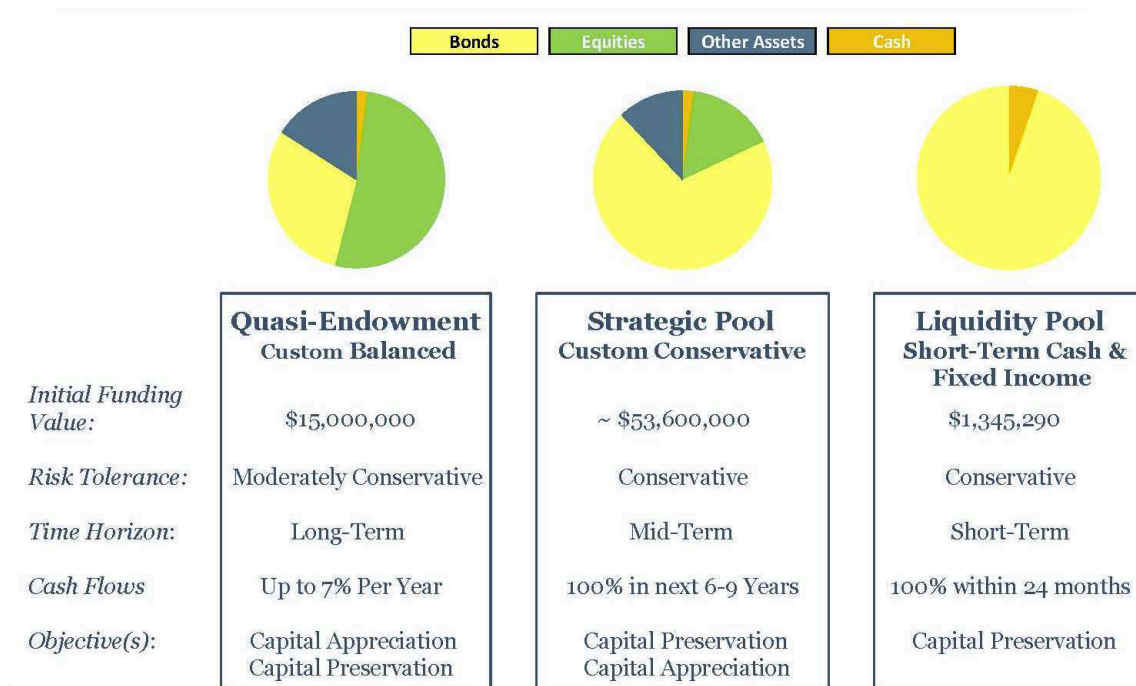 Bonds Equities Other Assets Cash
Quasi-Endowment
Custom Balanced
Strategic Pool
Custom Conservative
Liquidity Pool
Short-Term Cash &
Fixed Income
Initial Funding
Value: $15,000,000 ~ $53,600,000 $1,345,290
Risk Tolerance: Moderately Conservative Conservative Conservative
Time Horizon: Long-Term Mid-Term Short-Term
Cash Flows Up to 7% Per Year 100% in next 6-9 Years 100% within 24 months
Objective(s): Capital Appreciation Capital Preservation Capital Preservation
Capital Preservation Capital Appreciation